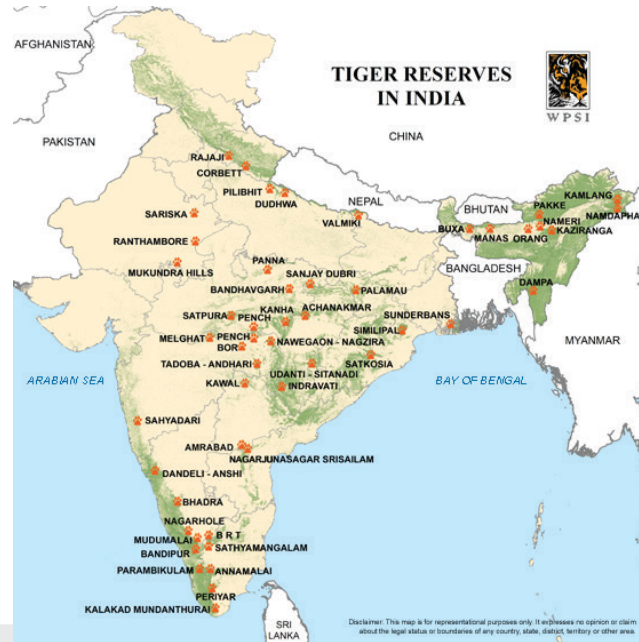 AFGHANISTAN
TIGER RESERVES
IN INDIA
WPSI
PAKISTAN
CHINA
RAJAJI
CORBETT
PILIBHIT
DUDHWA
NEPAL
VALMIKI
SARISKA
RANTHAMBORE
MUKUNDRA HILLS
BHUTAN
BUXA
MANAS
ORANG
PAKKE
NAMERI
KAZIRANGA
KAMLANG
NAMDAPHA
BANGLADESH
DAMPA
MYANMAR
PANNA
SANJAY DUBRI
BANDHAVGARH
PALAMAU
SATPURA
PENCH
KANHA
ACHANAKMAR
SUNDERBANS
SIMILIPAL
MELGHAT
PENCH
BOR
NAWEGAON - NAGZIRA
SATKOSIA
TADOBA - ANDHARI
UDANTI - SITANADI
KAWAL
INDRAVATI
ARABIAN SEA
BAY OF BENGAL
SAHYADARI
AMRABAD
NAGARJUNASAGAR SRISAILAM
DANDELI - ANSHI
BHADRA
NAGARHOLE
B R T
MUDUMALAI
SATHYAMANGALAM
BANDIPUR
PARAMBIKULAM
ANNAMALAI
PERIYAR
KALAKAD MUNDANTHURAI
SRI
LANKA
Disclaimer: This map is for representational purposes only. It expresses no opinion or claim
about the legal status or boundaries of any country, state, district, territory or other area.